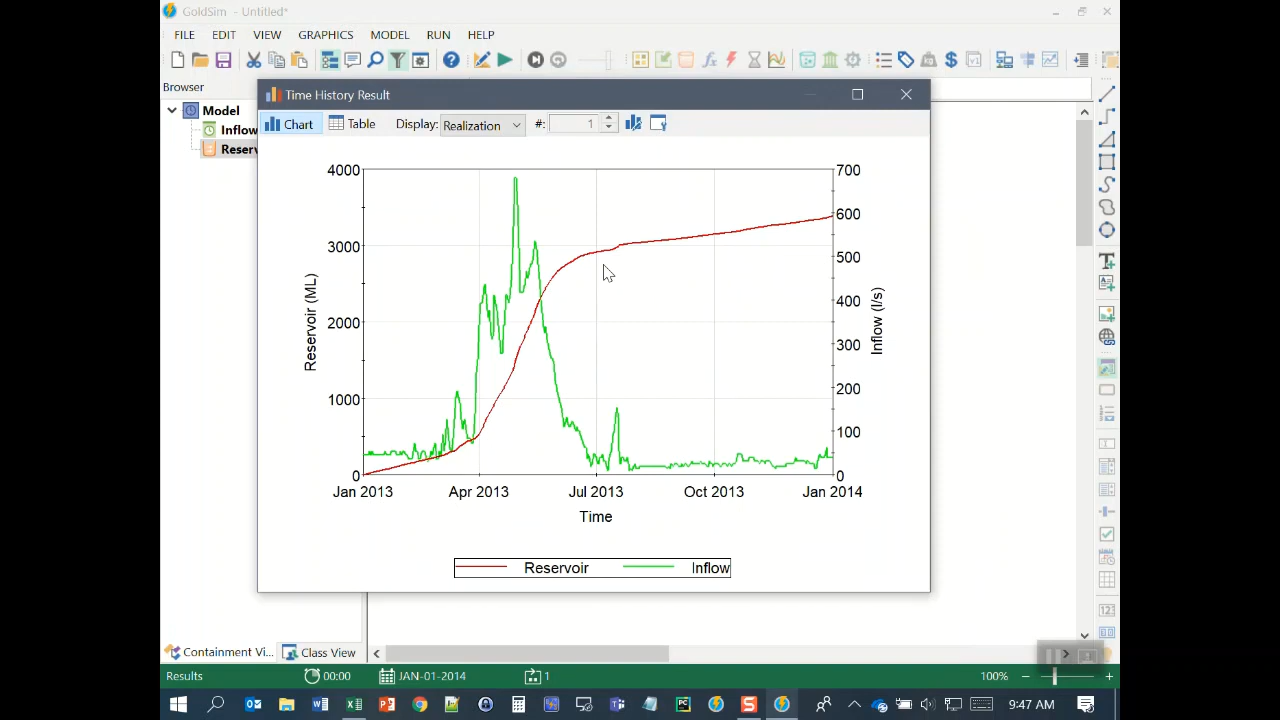 GoldSim - Untitled*
FILE EDIT VIEW GRAPHICS MODEL RUN HELP
Browser
Model
Inflow
Reserv
Time History Result
Chart Table Display: Realization #: 1
4000
3000
2000
1000
0
Reservoir (ML)
700
600
500
400
300
200
100
0
Inflow (l/s)
Jan 2013 Apr 2013 Jul 2013 Oct 2013 Jan 2014
Time
Reservoir Inflow
Containment Vi... Class View
Results 00:00 JAN-01-2014 1 100%
9:47 AM